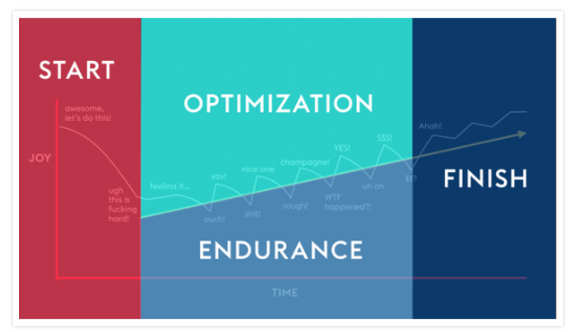 START
awesome,
let's do this!
OPTIMIZATION
JOY
ugh
this is
fucking
hard!
feeling it...
yay!
ouch!
nice one
shit!
champagne!
rough!
YES!
WTF
happened?!
$$$!
uh oh
Ahah!
FINISH
ENDURANCE
TIME